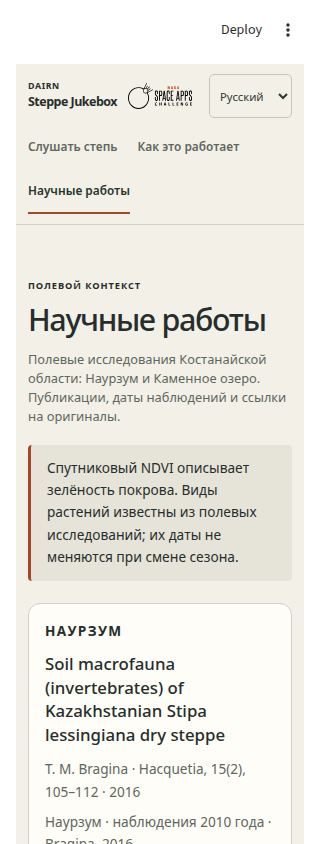 Deploy
DAIRN
Steppe Jukebox
NASA
SPACE APPS
CHALLENGE
Русский
Слушать степь
Как это работает
Научные работы
ПОЛЕВОЙ КОНТЕКСТ
Научные работы
Полевые исследования Костанайской
области: Наурзум и Каменное озеро.
Публикации, даты наблюдений и ссылки
на оригиналы.
Спутниковый NDVI описывает
зелёность покрова. Виды
растений известны из полевых
исследований; их даты не
меняются при смене сезона.
НАУРЗУМ
Soil macrofauna
(invertebrates) of
Kazakhstanian Stipa
lessingiana dry steppe
T. M. Bragina · Hacquetia, 15(2),
105–112 · 2016
Наурзум · наблюдения 2010 года ·
Bragina, 2016